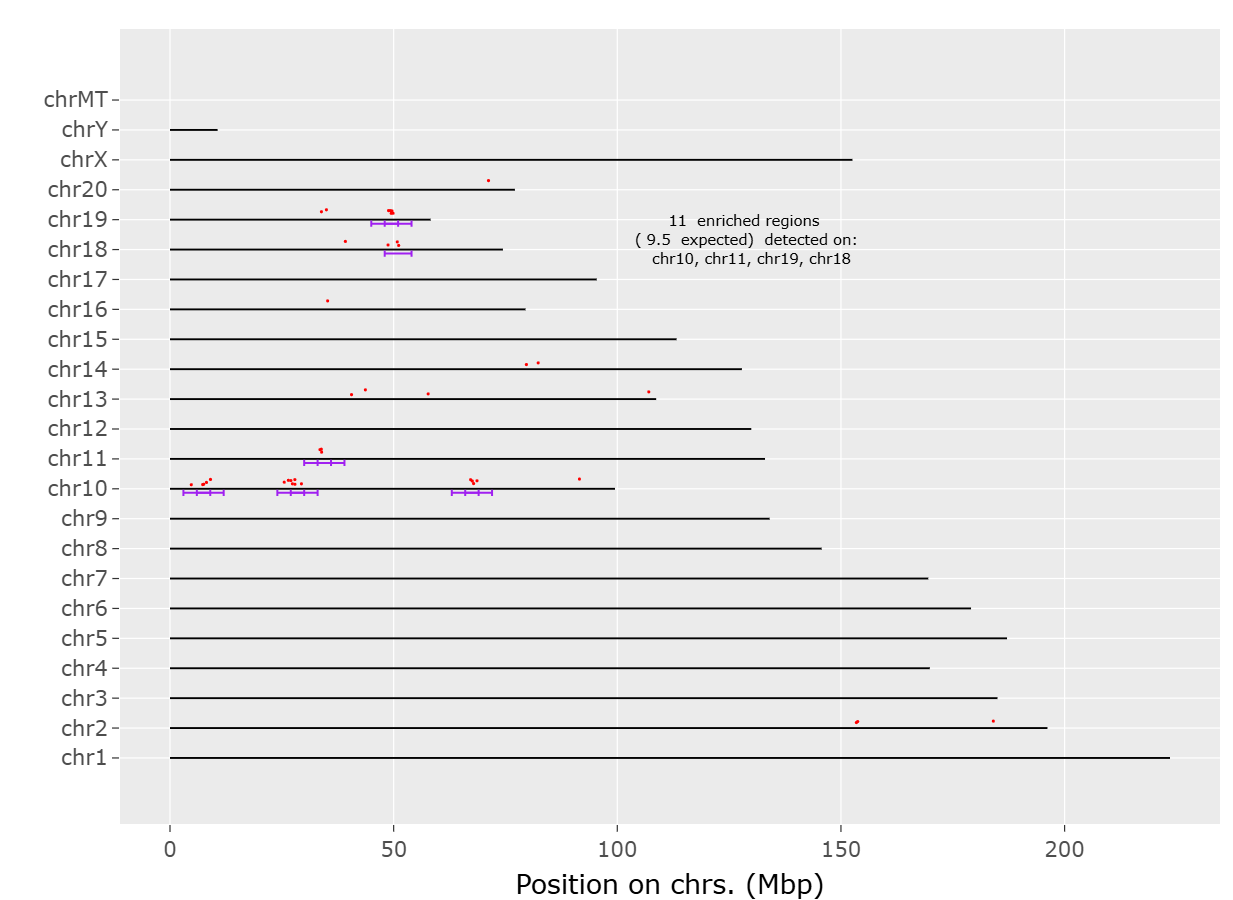 chrMT
chrY
chrX
chr20
chr19
chr18
chr17
chr16
chr15
chr14
chr13
chr12
chr11
chr10
chr9
chr8
chr7
chr6
chr5
chr4
chr3
chr2
chr1
11 enriched regions
( 9.5 expected) detected on:
chr10, chr11, chr19, chr18
0 50 100 150 200
Position on chrs. (Mbp)